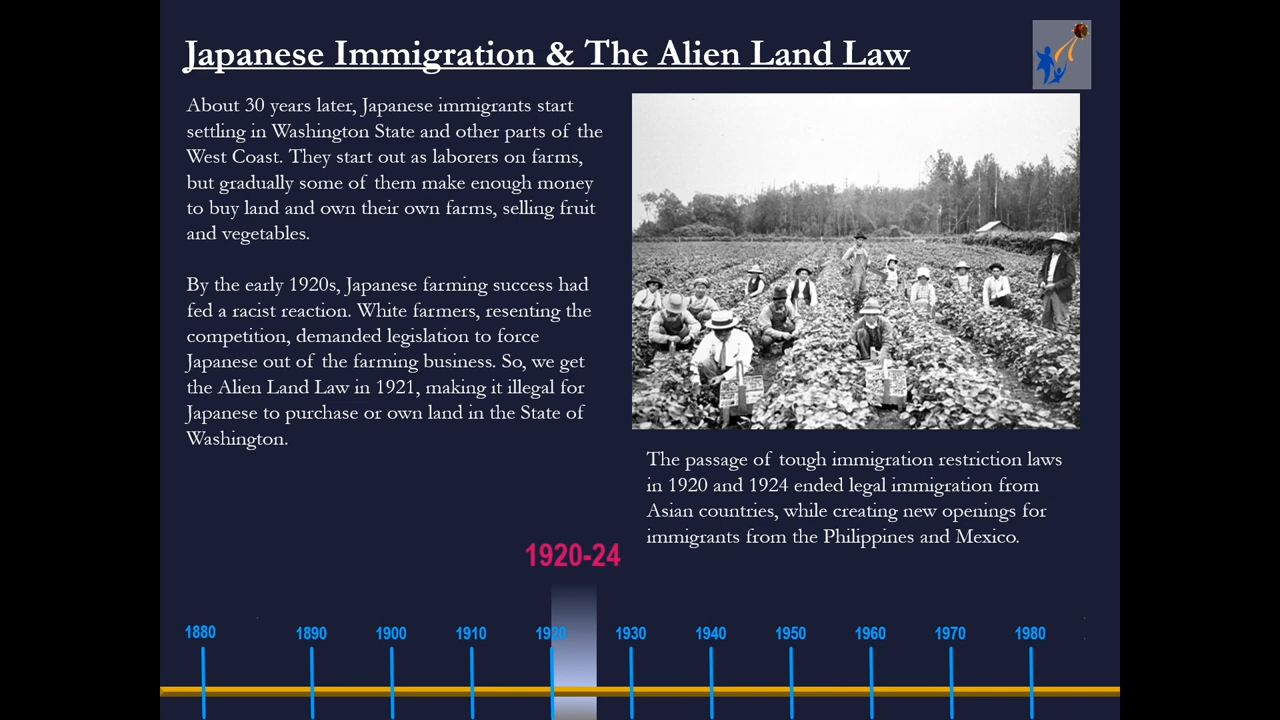 Japanese Immigration & The Alien Land Law
About 30 years later, Japanese immigrants start
settling in Washington State and other parts of the
West Coast. They start out as laborers on farms,
but gradually some of them make enough money
to buy land and own their own farms, selling fruit
and vegetables.
By the early 1920s, Japanese farming success had
fed a racist reaction. White farmers, resenting the
competition, demanded legislation to force
Japanese out of the farming business. So, we get
the Alien Land Law in 1921, making it illegal for
Japanese to purchase or own land in the State of
Washington.
The passage of tough immigration restriction laws
in 1920 and 1924 ended legal immigration from
Asian countries, while creating new openings for
immigrants from the Philippines and Mexico.
1920-24
1880 1890 1900 1910 1920 1930 1940 1950 1960 1970 1980